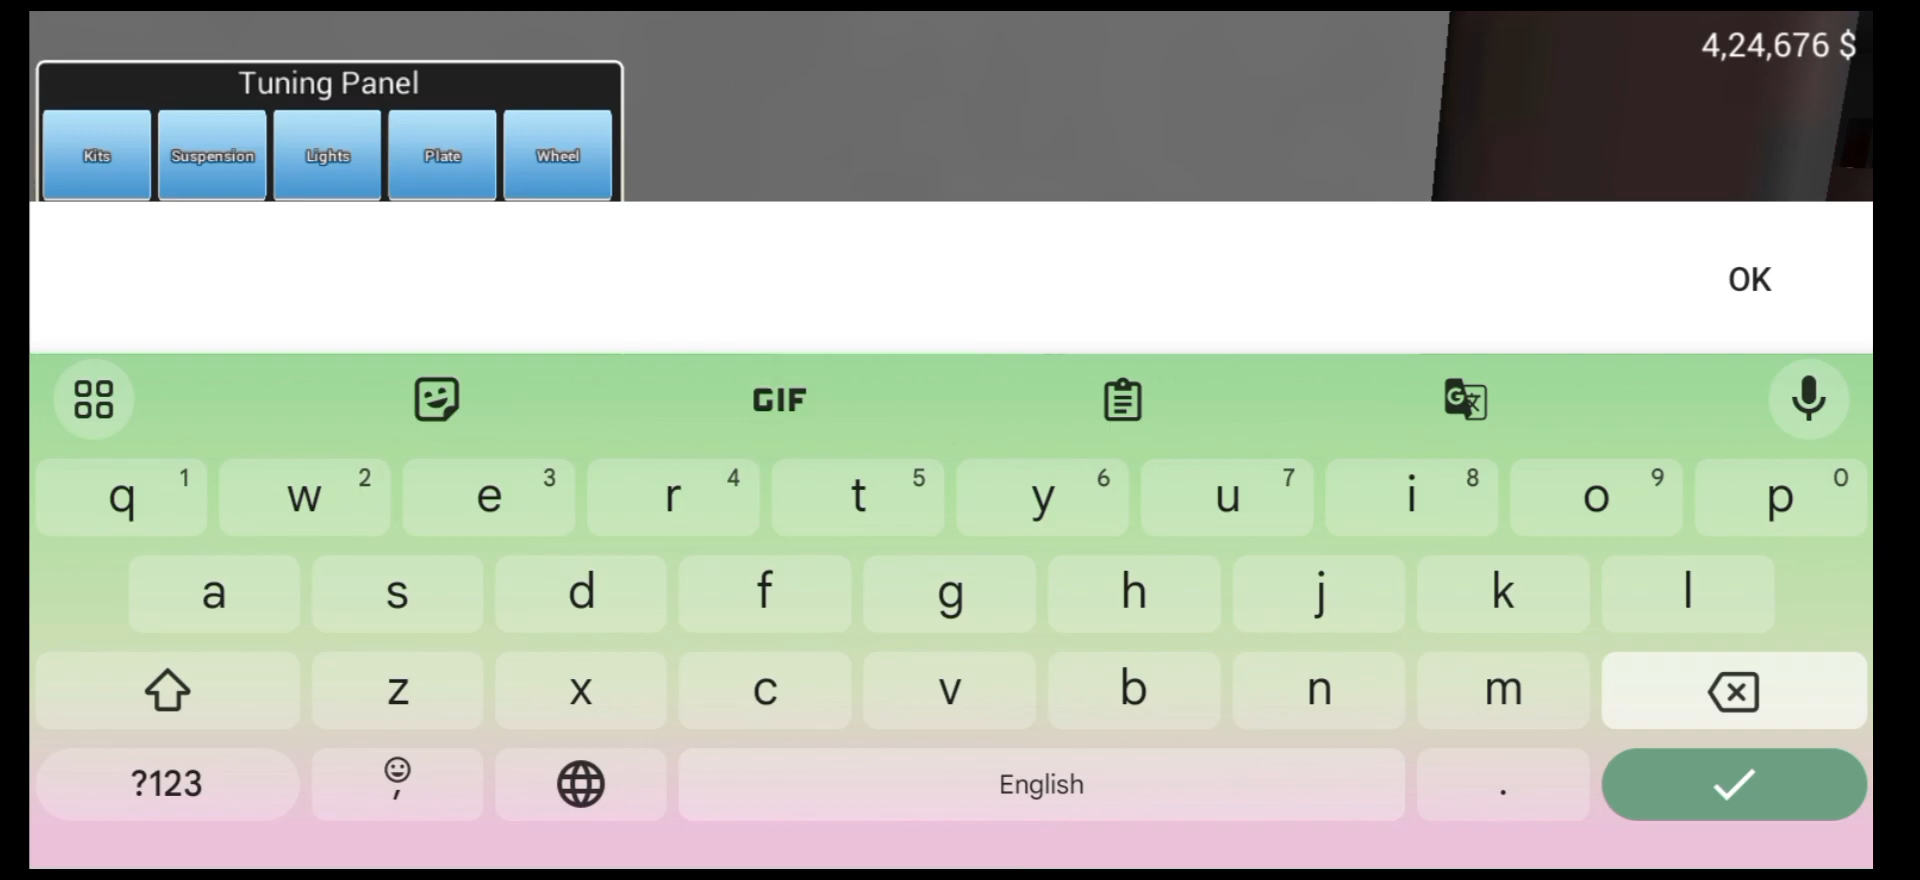 4,24,676 $
Tuning Panel
Kits Suspension Lights Plate Wheel
OK
GIF G
q 1 w 2 e 3 r 4 t 5 y 6 u 7 i 8 o 9 p 0
a s d f g h j k l
z x c v b n m
?123 , English .